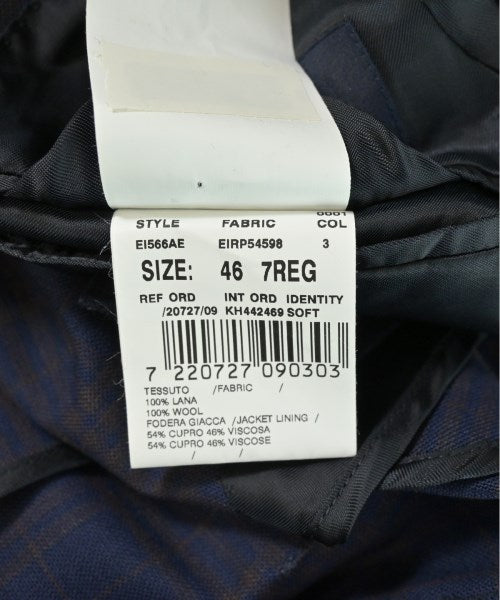 STYLE FABRIC COL
EI566AE EIRP54598 3
SIZE: 46 7REG
REF ORD INT ORD IDENTITY
/20727/09 KH442469 SOFT
7 220727 090303
TESSUTO /FABRIC /
100% LANA
100% WOOL
FODERA GIACCA /JACKET LINING /
54% CUPRO 46% VISCOSA
54% CUPRO 46% VISCOSE
/ /